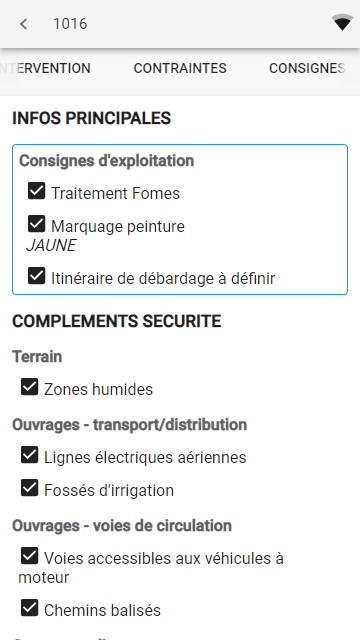 1016
NTERVENTION CONTRAINTES CONSIGNES
INFOS PRINCIPALES
Consignes d'exploitation
Traitement Fomes
Marquage peinture
JAUNE
Itinéraire de débardage à définir
COMPLEMENTS SECURITE
Terrain
Zones humides
Ouvrages - transport/distribution
Lignes électriques aériennes
Fossés d'irrigation
Ouvrages - voies de circulation
Voies accessibles aux véhicules à
moteur
Chemins balisés